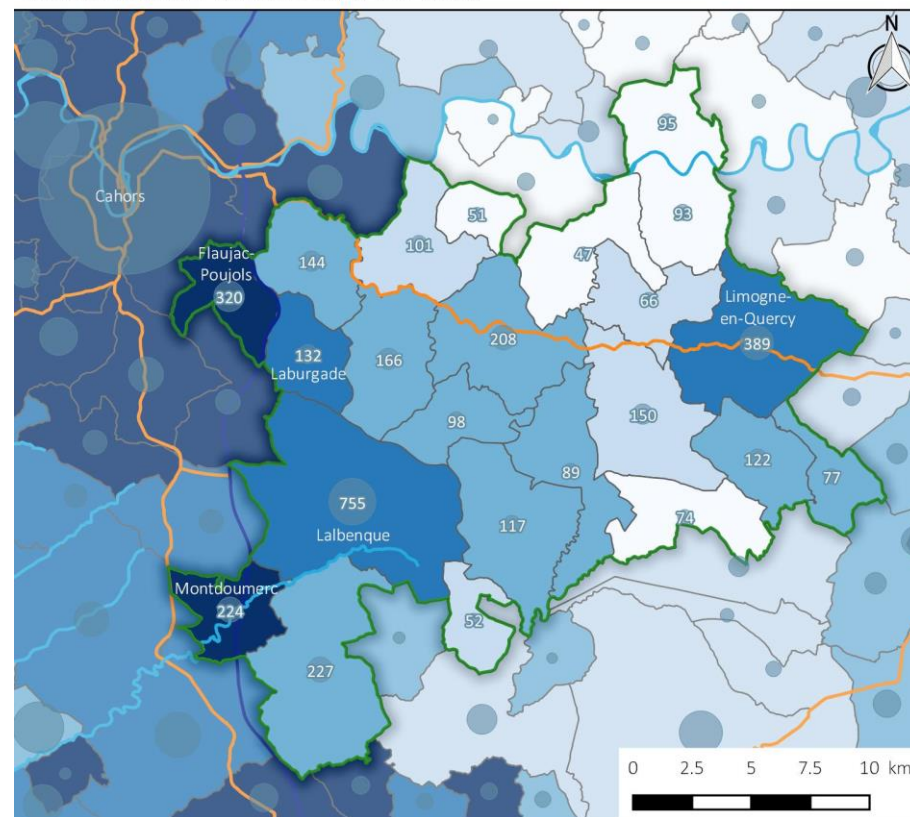 N
95
Cahors
51
93
101
Flaujac-
Poujols
320
144
47
66
Limogne-
en-Quercy
389
208
132
Laburgade
166
150
98
122
89
77
755
Lalbenque
117
74
Montdoumerc
224
52
227
0 2.5 5 7.5 10 km